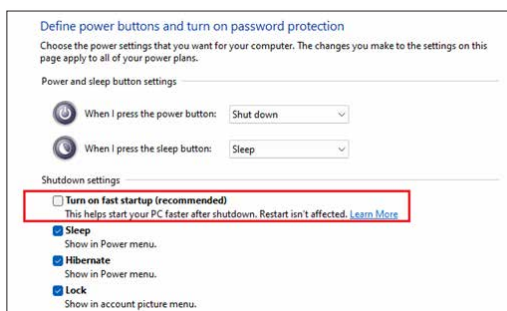 Define power buttons and turn on password protection
Choose the power settings that you want for your computer. The changes you make to the settings on this
page apply to all of your power plans.
Power and sleep button settings
When I press the power button: Shut down
When I press the sleep button: Sleep
Shutdown settings
Turn on fast startup (recommended)
This helps start your PC faster after shutdown. Restart isn't affected. Learn More
Sleep
Show in Power menu.
Hibernate
Show in Power menu.
Lock
Show in account picture menu.